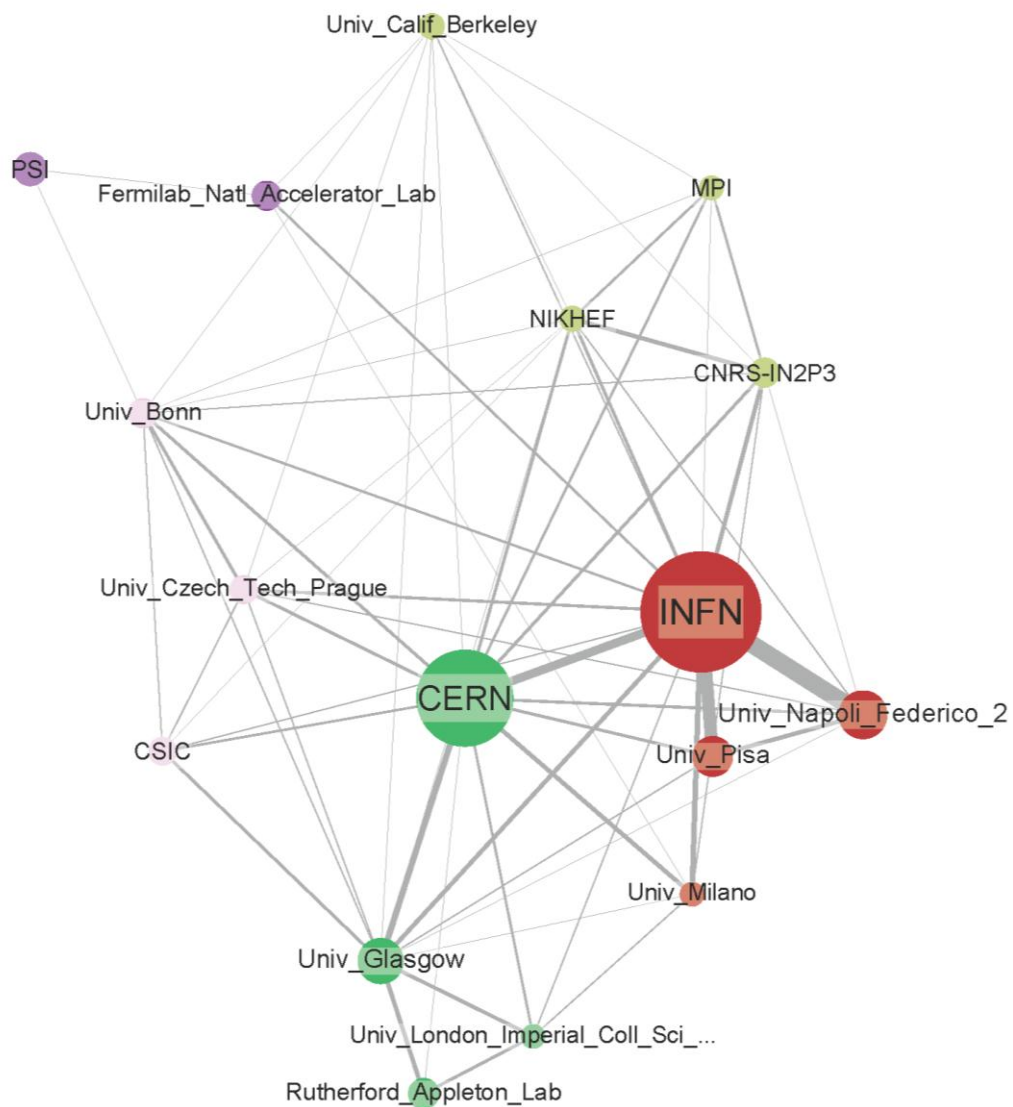 Univ_Calif_Berkeley
PSI
Fermilab_Natl_Accelerator_Lab
MPI
NIKHEF
CNRS-IN2P3
Univ_Bonn
Univ_Czech_Tech_Prague
INFN
CERN
Univ_Napoli_Federico_2
Univ_Pisa
CSIC
Univ_Milano
Univ_Glasgow
Univ_London_Imperial_Coll_Sci_...
Rutherford_Appleton_Lab